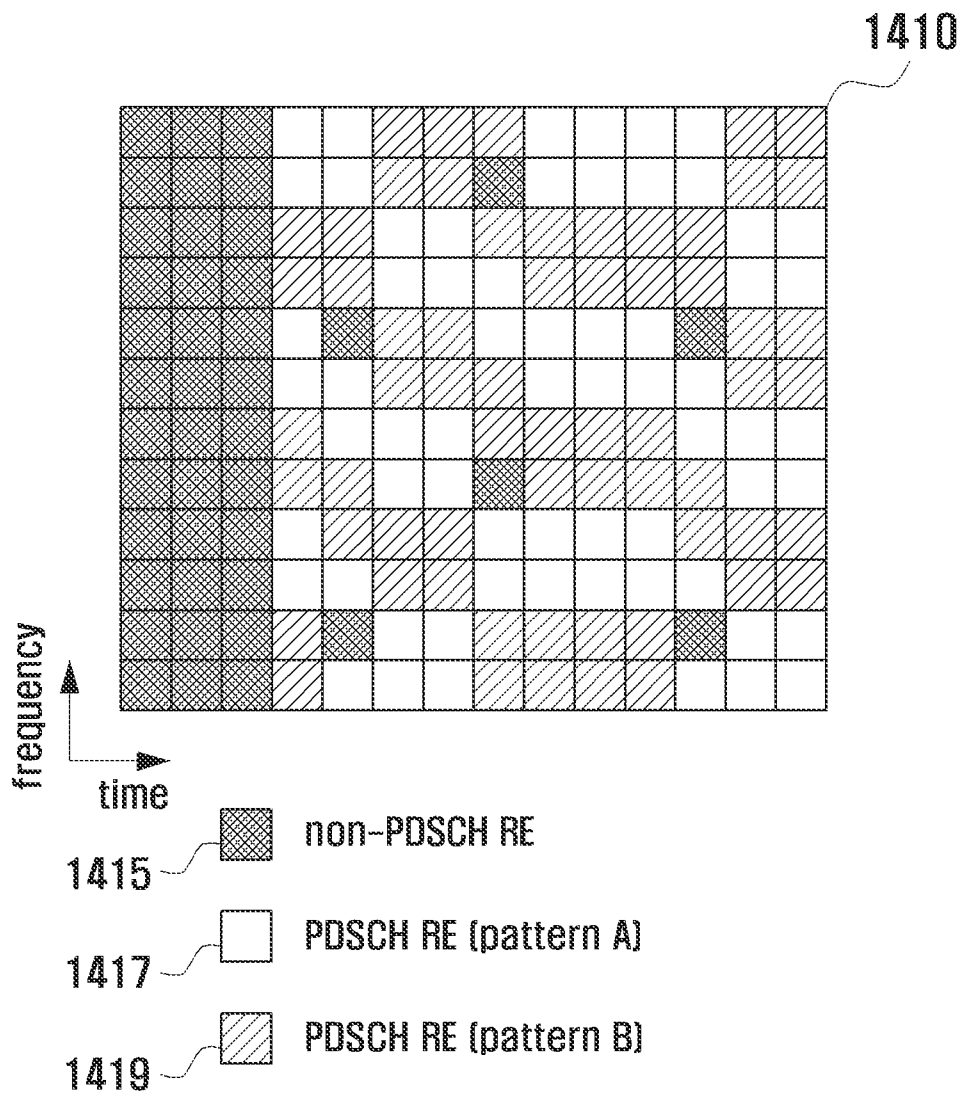 1410
frequency
time
non-PDSCH RE
1415
PDSCH RE (pattern A)
1417
PDSCH RE (pattern B)
1419